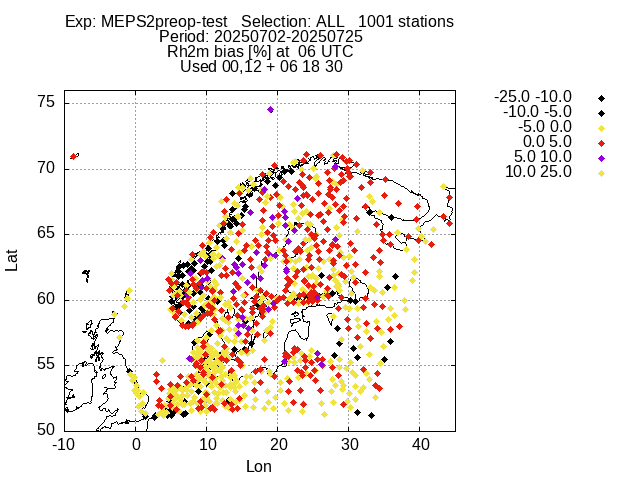 Exp: MEPS2preop-test   Selection: ALL   1001 stations
Period: 20250702-20250725
Rh2m bias [%] at  06 UTC
Used 00,12 + 06 18 30
-25.0 -10.0
-10.0 -5.0
-5.0 0.0
0.0 5.0
5.0 10.0
10.0 25.0
75
70
65
60
55
50
Lat
-10 0 10 20 30 40
Lon